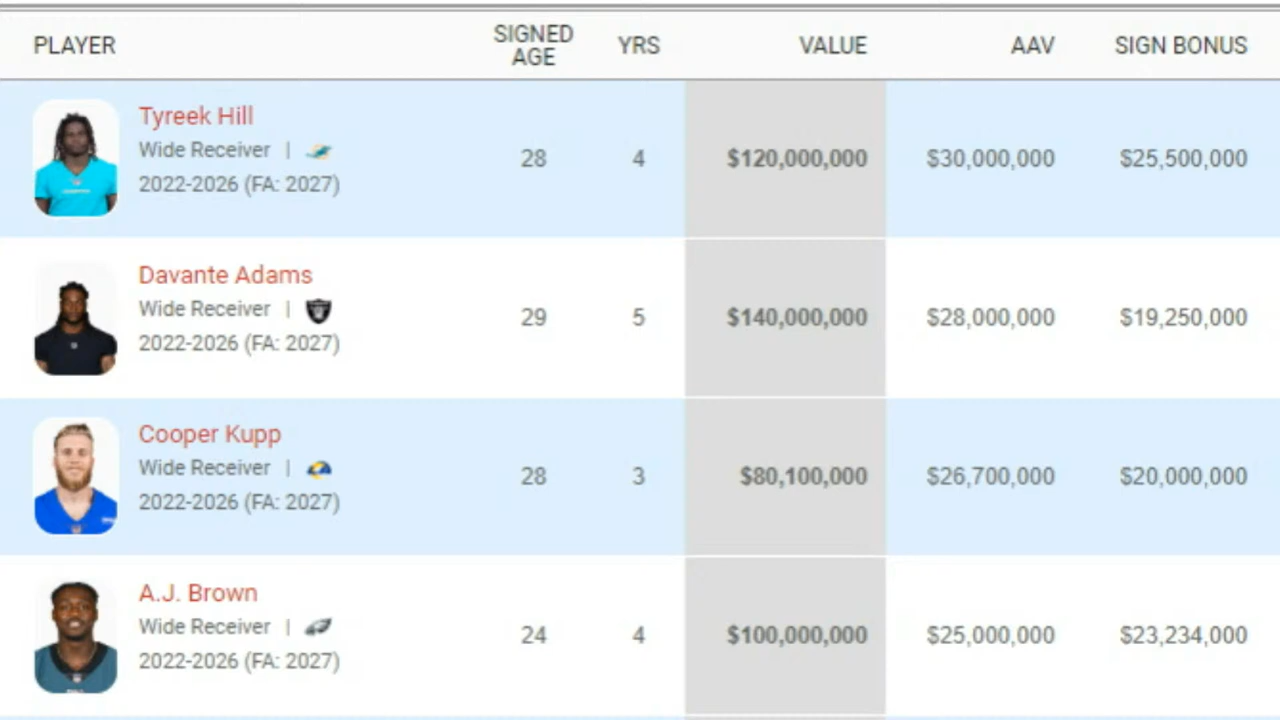 PLAYER SIGNED AGE YRS VALUE AAV SIGN BONUS
Tyreek Hill
Wide Receiver |
2022-2026 (FA: 2027)
28 4 $120,000,000 $30,000,000 $25,500,000
Davante Adams
Wide Receiver |
2022-2026 (FA: 2027)
29 5 $140,000,000 $28,000,000 $19,250,000
Cooper Kupp
Wide Receiver |
2022-2026 (FA: 2027)
28 3 $80,100,000 $26,700,000 $20,000,000
A.J. Brown
Wide Receiver |
2022-2026 (FA: 2027)
24 4 $100,000,000 $25,000,000 $23,234,000